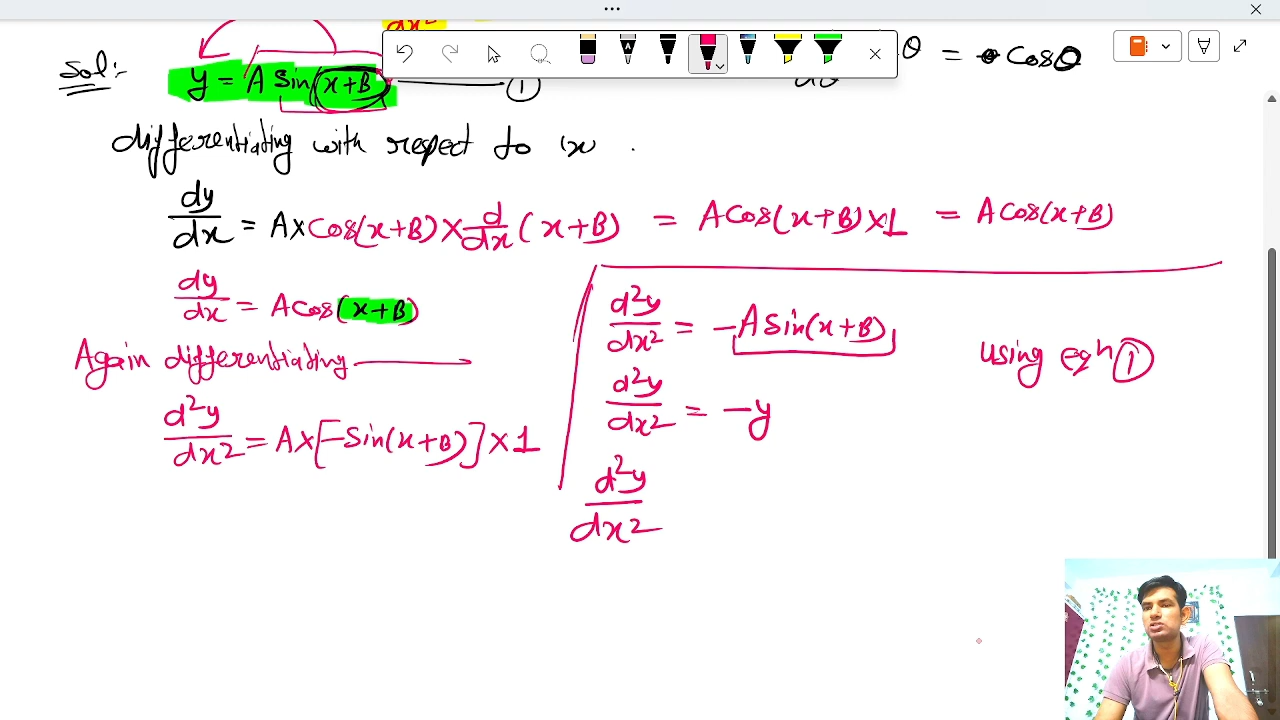 Sol:- y = A Sin(x+B) ——— ①
θ = Cosθ
differentiating with respect to 'x' .
dy/dx = A× Cos(x+B) × d/dx (x+B) = A Cos(x+B) × 1 = A Cos(x+B)
dy/dx = A Cos(x+B)
Again differentiating
d²y/dx² = A×[-Sin(x+B)] × 1
d²y/dx² = -A Sin(x+B) using eqn ①
d²y/dx² = -y
d²y/dx²